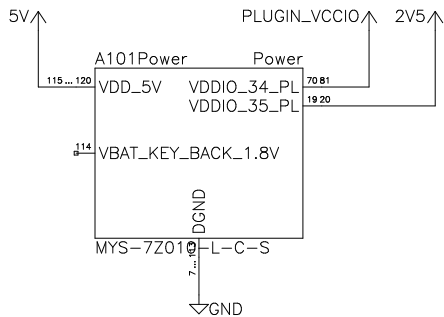 5V PLUGIN_VCCIO 2V5
A101Power Power
115 ... 120 VDD_5V VDDIO_34_PL 70 81
VDDIO_35_PL 19 20
114 VBAT_KEY_BACK_1.8V
DGND
MYS-7Z010-L-C-S
GND